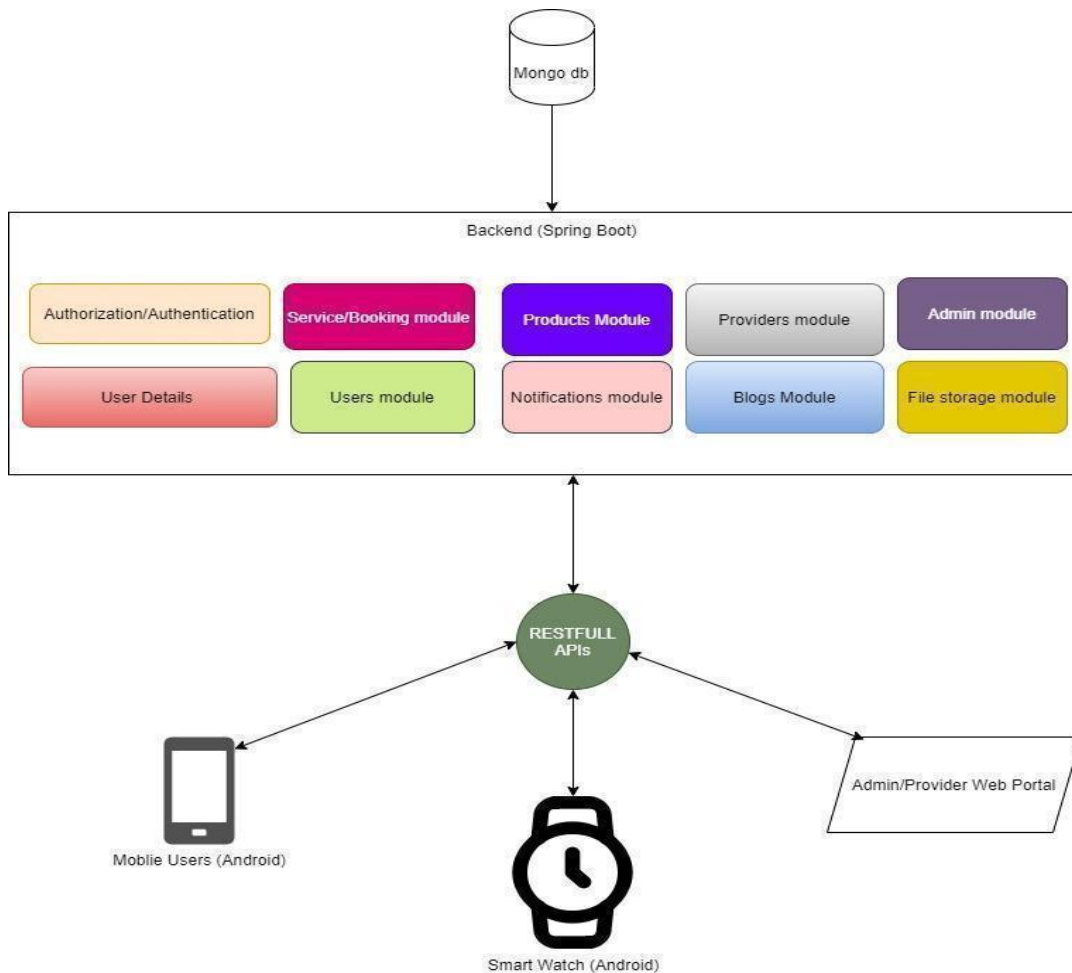 Mongo db
Backend (Spring Boot)
Authorization/Authentication
Service/Booking module
Products Module
Providers module
Admin module
User Details
Users module
Notifications module
Blogs Module
File storage module
RESTFULL
APIs
Admin/Provider Web Portal
Moblie Users (Android)
Smart Watch (Android)